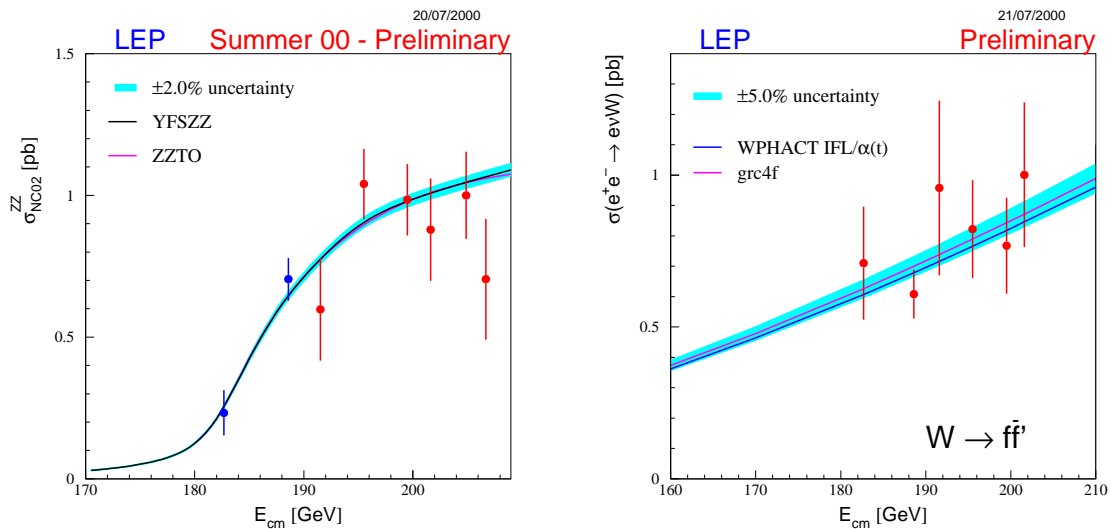 20/07/2000
LEP Summer 00 - Preliminary
1.5
±2.0% uncertainty
YFSZZ
ZZTO
1
0.5
0
σ_NC02^ZZ [pb]
170 180 190 200
E_cm [GeV]
21/07/2000
LEP Preliminary
±5.0% uncertainty
WPHACT IFL/α(t)
grc4f
1
0.5
0
σ(e⁺e⁻ → eνW) [pb]
W → f f̄'
160 170 180 190 200 210
E_cm [GeV]